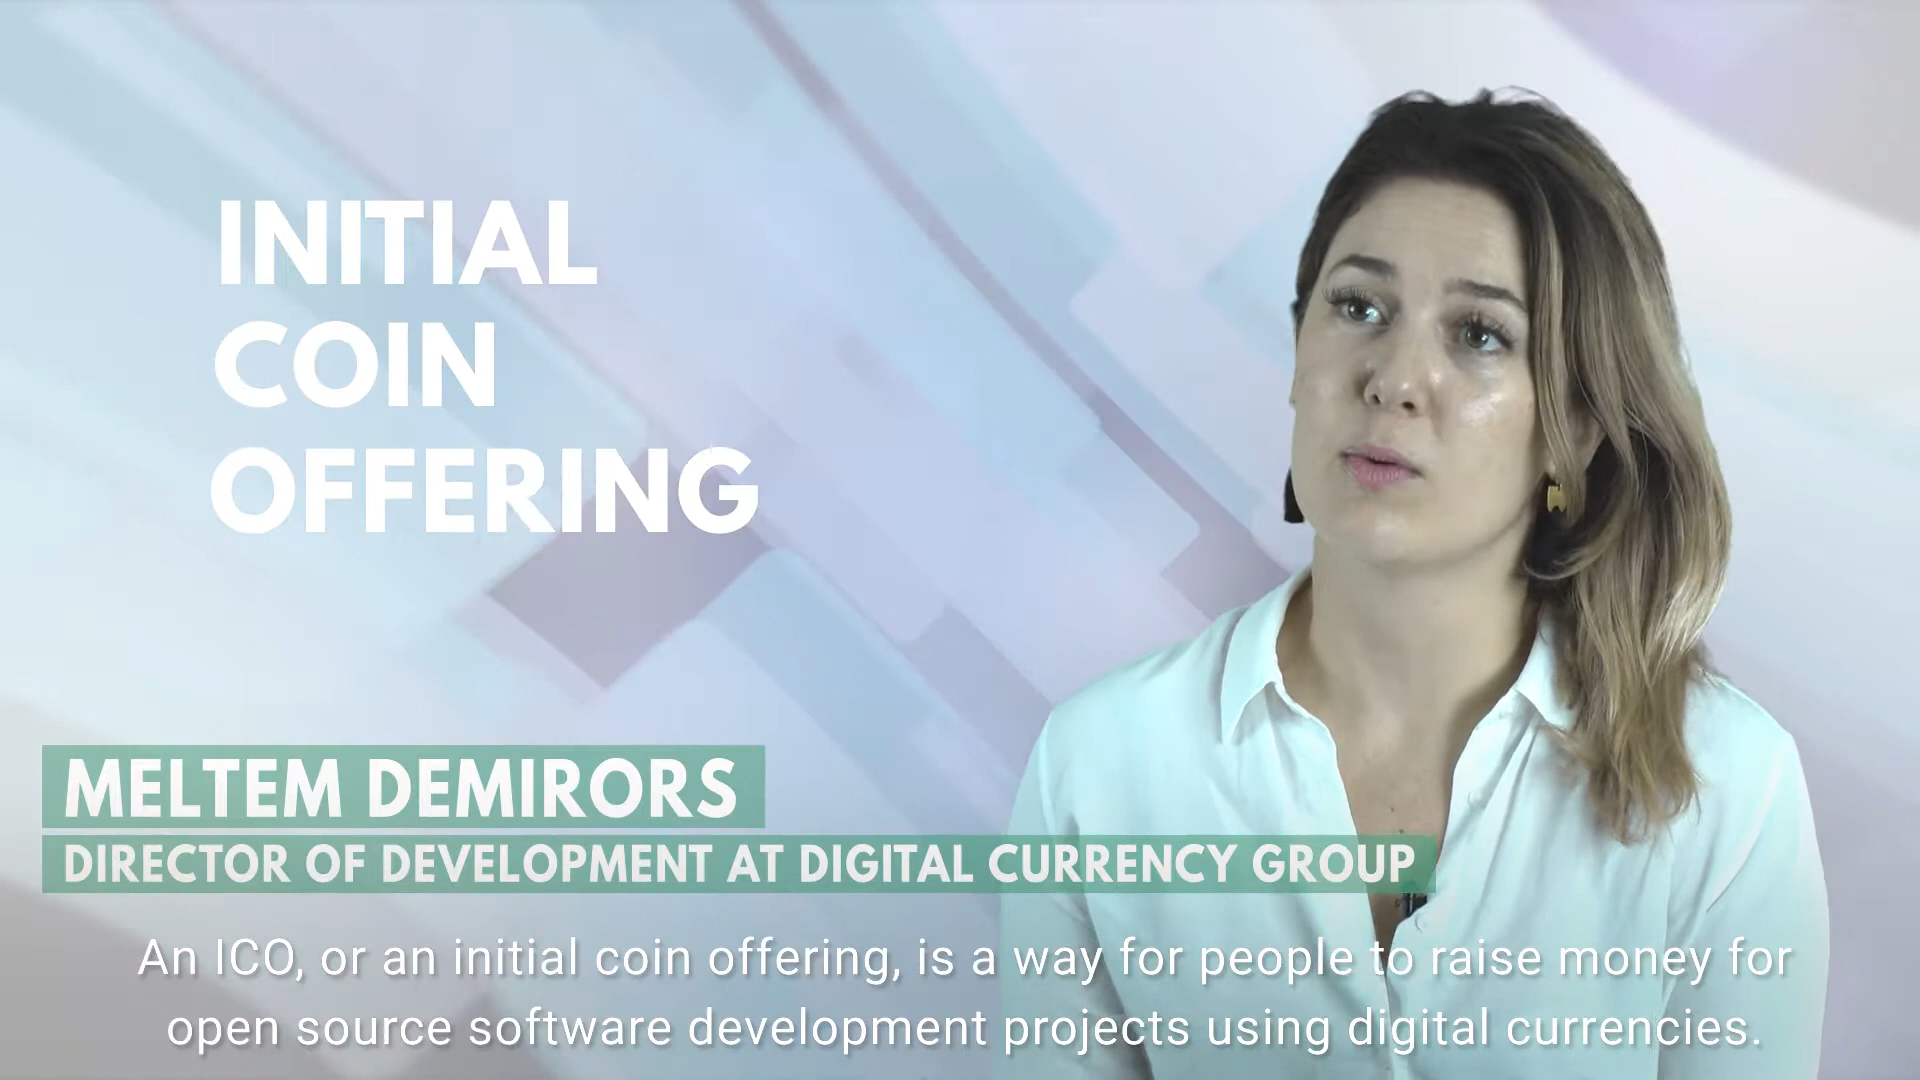 INITIAL
COIN
OFFERING
MELTEM DEMIRORS
DIRECTOR OF DEVELOPMENT AT DIGITAL CURRENCY GROUP
An ICO, or an initial coin offering, is a way for people to raise money for
open source software development projects using digital currencies.